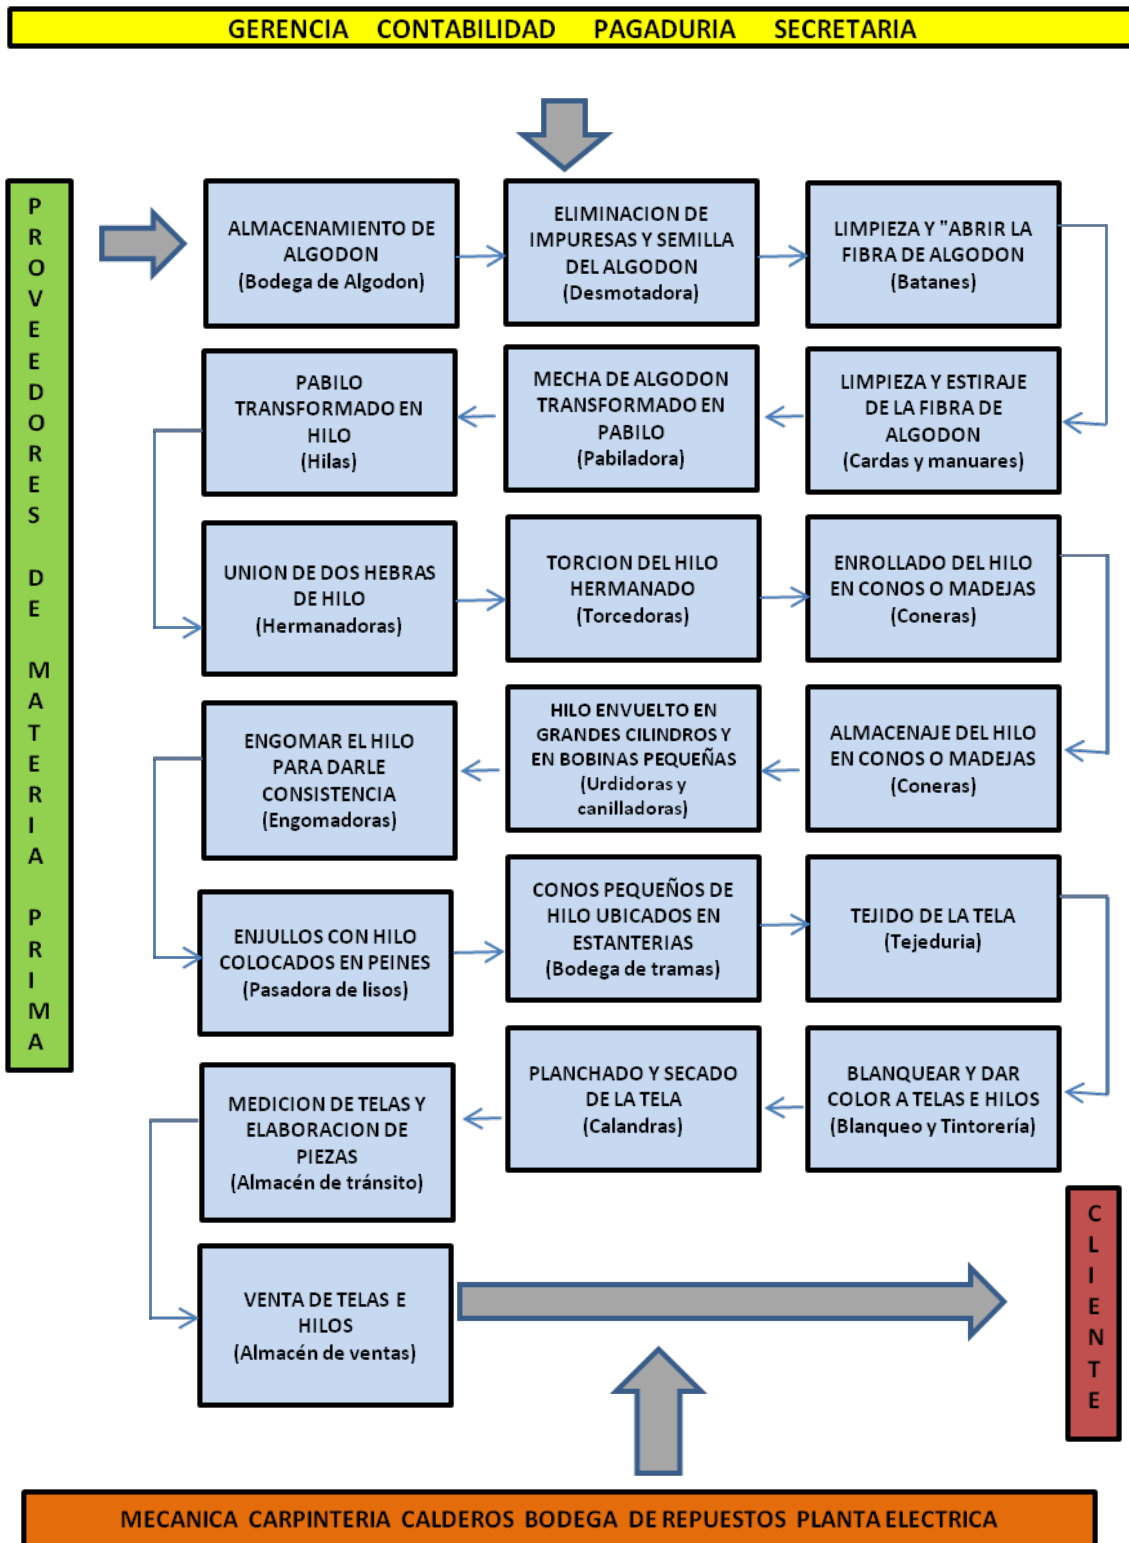 GERENCIA CONTABILIDAD PAGADURIA SECRETARIA
PROVEEDORES DE MATERIA PRIMA
ALMACENAMIENTO DE
ALGODON
(Bodega de Algodon)
ELIMINACION DE
IMPURESAS Y SEMILLA
DEL ALGODON
(Desmotadora)
LIMPIEZA Y "ABRIR LA
FIBRA DE ALGODON
(Batanes)
LIMPIEZA Y ESTIRAJE
DE LA FIBRA DE
ALGODON
(Cardas y manuares)
MECHA DE ALGODON
TRANSFORMADO EN
PABILO
(Pabiladora)
PABILO
TRANSFORMADO EN
HILO
(Hilas)
UNION DE DOS HEBRAS
DE HILO
(Hermanadoras)
TORCION DEL HILO
HERMANADO
(Torcedoras)
ENROLLADO DEL HILO
EN CONOS O MADEJAS
(Coneras)
ALMACENAJE DEL HILO
EN CONOS O MADEJAS
(Coneras)
HILO ENVUELTO EN
GRANDES CILINDROS Y
EN BOBINAS PEQUEÑAS
(Urdidoras y
canilladoras)
ENGOMAR EL HILO
PARA DARLE
CONSISTENCIA
(Engomadoras)
ENJULLOS CON HILO
COLOCADOS EN PEINES
(Pasadora de lisos)
CONOS PEQUEÑOS DE
HILO UBICADOS EN
ESTANTERIAS
(Bodega de tramas)
TEJIDO DE LA TELA
(Tejeduria)
BLANQUEAR Y DAR
COLOR A TELAS E HILOS
(Blanqueo y Tintorería)
PLANCHADO Y SECADO
DE LA TELA
(Calandras)
MEDICION DE TELAS Y
ELABORACION DE
PIEZAS
(Almacén de tránsito)
VENTA DE TELAS E
HILOS
(Almacén de ventas)
CLIENTE
MECANICA CARPINTERIA CALDEROS BODEGA DE REPUESTOS PLANTA ELECTRICA